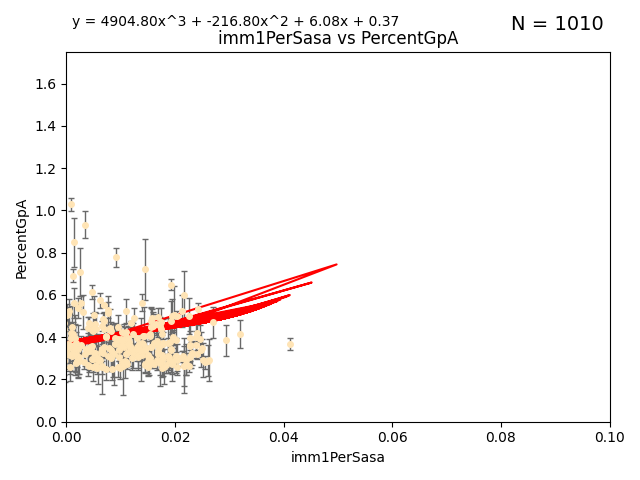 y = 4904.80x^3 + -216.80x^2 + 6.08x + 0.37
N = 1010
imm1PerSasa vs PercentGpA
1.6
1.4
1.2
1.0
0.8
0.6
0.4
0.2
0.0
PercentGpA
0.00 0.02 0.04 0.06 0.08 0.10
imm1PerSasa